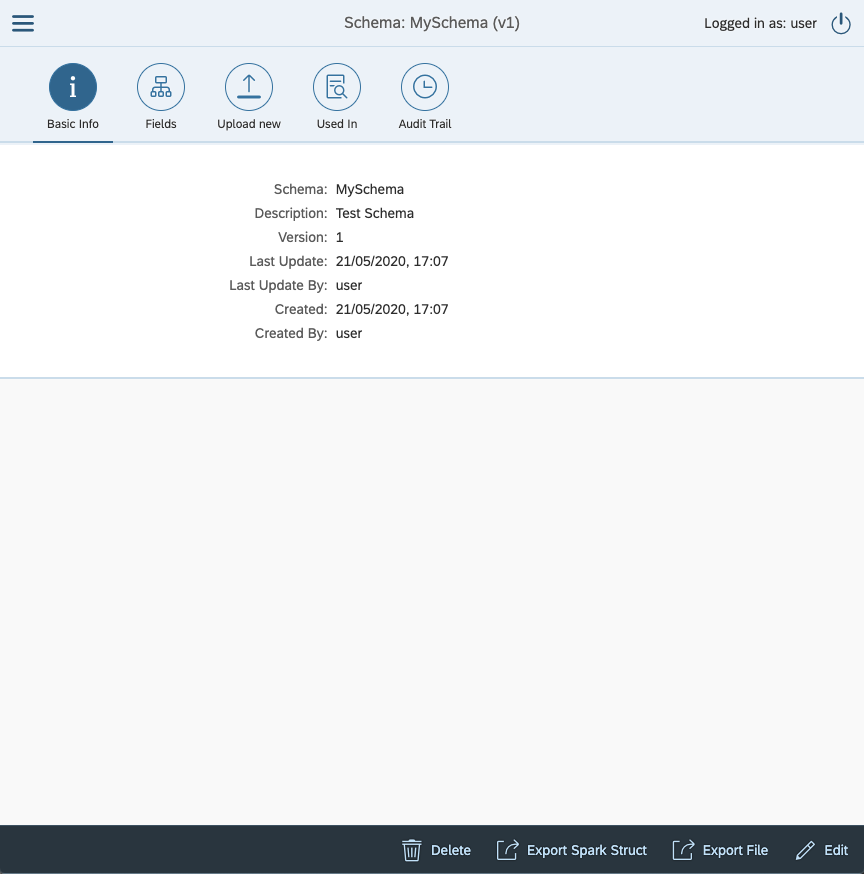 Schema: MySchema (v1)
Logged in as: user
Basic Info
Fields
Upload new
Used In
Audit Trail
Schema: MySchema
Description: Test Schema
Version: 1
Last Update: 21/05/2020, 17:07
Last Update By: user
Created: 21/05/2020, 17:07
Created By: user
Delete
Export Spark Struct
Export File
Edit